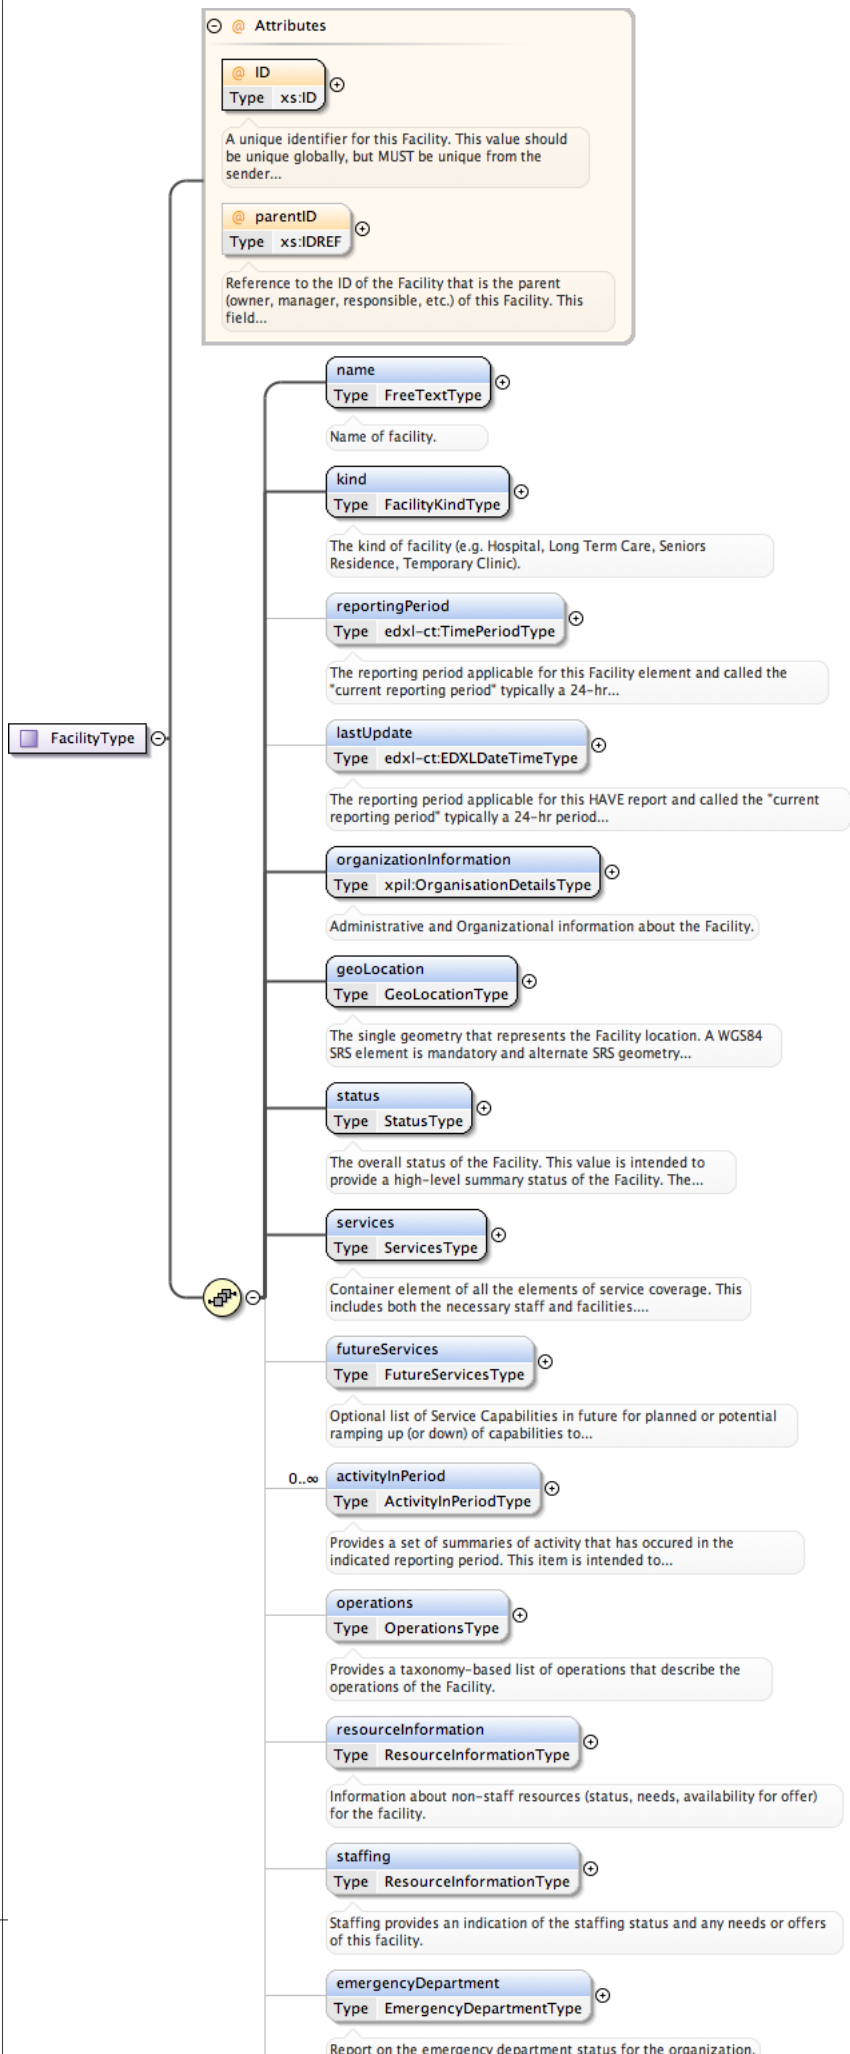 @ Attributes
@ ID
Type xs:ID
A unique identifier for this Facility. This value should
be unique globally, but MUST be unique from the
sender...
@ parentID
Type xs:IDREF
Reference to the ID of the Facility that is the parent
(owner, manager, responsible, etc.) of this Facility. This
field...
name
Type FreeTextType
Name of facility.
kind
Type FacilityKindType
The kind of facility (e.g. Hospital, Long Term Care, Seniors
Residence, Temporary Clinic).
reportingPeriod
Type edxl-ct:TimePeriodType
The reporting period applicable for this Facility element and called the
"current reporting period" typically a 24-hr...
FacilityType
lastUpdate
Type edxl-ct:EDXLDateTimeType
The reporting period applicable for this HAVE report and called the "current
reporting period" typically a 24-hr period...
organizationInformation
Type xpil:OrganisationDetailsType
Administrative and Organizational information about the Facility.
geoLocation
Type GeoLocationType
The single geometry that represents the Facility location. A WGS84
SRS element is mandatory and alternate SRS geometry...
status
Type StatusType
The overall status of the Facility. This value is intended to
provide a high-level summary status of the Facility. The...
services
Type ServicesType
Container element of all the elements of service coverage. This
includes both the necessary staff and facilities....
futureServices
Type FutureServicesType
Optional list of Service Capabilities in future for planned or potential
ramping up (or down) of capabilities to...
0..∞
activityInPeriod
Type ActivityInPeriodType
Provides a set of summaries of activity that has occured in the
indicated reporting period. This item is intended to...
operations
Type OperationsType
Provides a taxonomy-based list of operations that describe the
operations of the Facility.
resourceInformation
Type ResourceInformationType
Information about non-staff resources (status, needs, availability for offer)
for the facility.
staffing
Type ResourceInformationType
Staffing provides an indication of the staffing status and any needs or offers
of this facility.
emergencyDepartment
Type EmergencyDepartmentType
Report on the emergency department status for the organization.